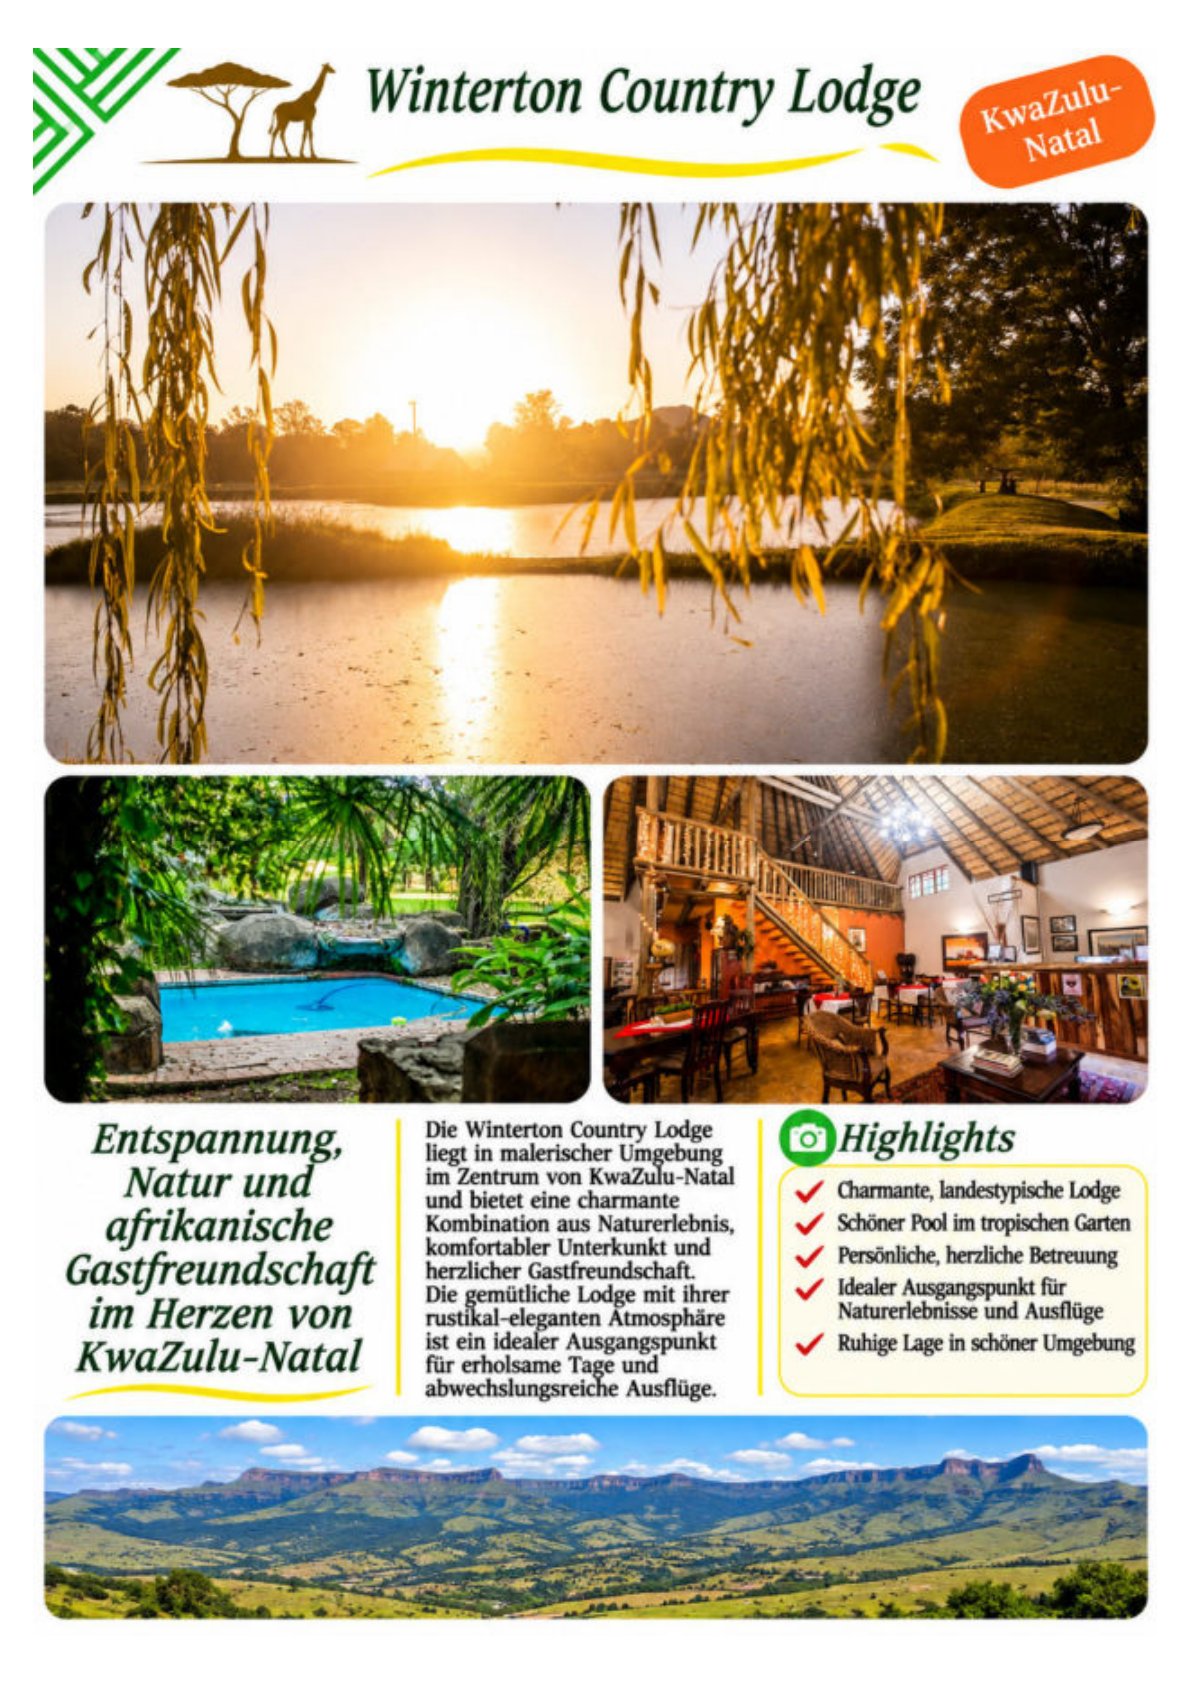 Winterton Country Lodge
KwaZulu-
Natal
Entspannung,
Natur und
afrikanische
Gastfreundschaft
im Herzen von
KwaZulu-Natal
Die Winterton Country Lodge
liegt in malerischer Umgebung
im Zentrum von KwaZulu-Natal
und bietet eine charmante
Kombination aus Naturerlebnis,
komfortabler Unterkunkt und
herzlicher Gastfreundschaft.
Die gemütliche Lodge mit ihrer
rustikal-eleganten Atmosphäre
ist ein idealer Ausgangspunkt
für erholsame Tage und
abwechslungsreiche Ausflüge.
Highlights
Charmante, landestypische Lodge
Schöner Pool im tropischen Garten
Persönliche, herzliche Betreuung
Idealer Ausgangspunkt für
Naturerlebnisse und Ausflüge
Ruhige Lage in schöner Umgebung